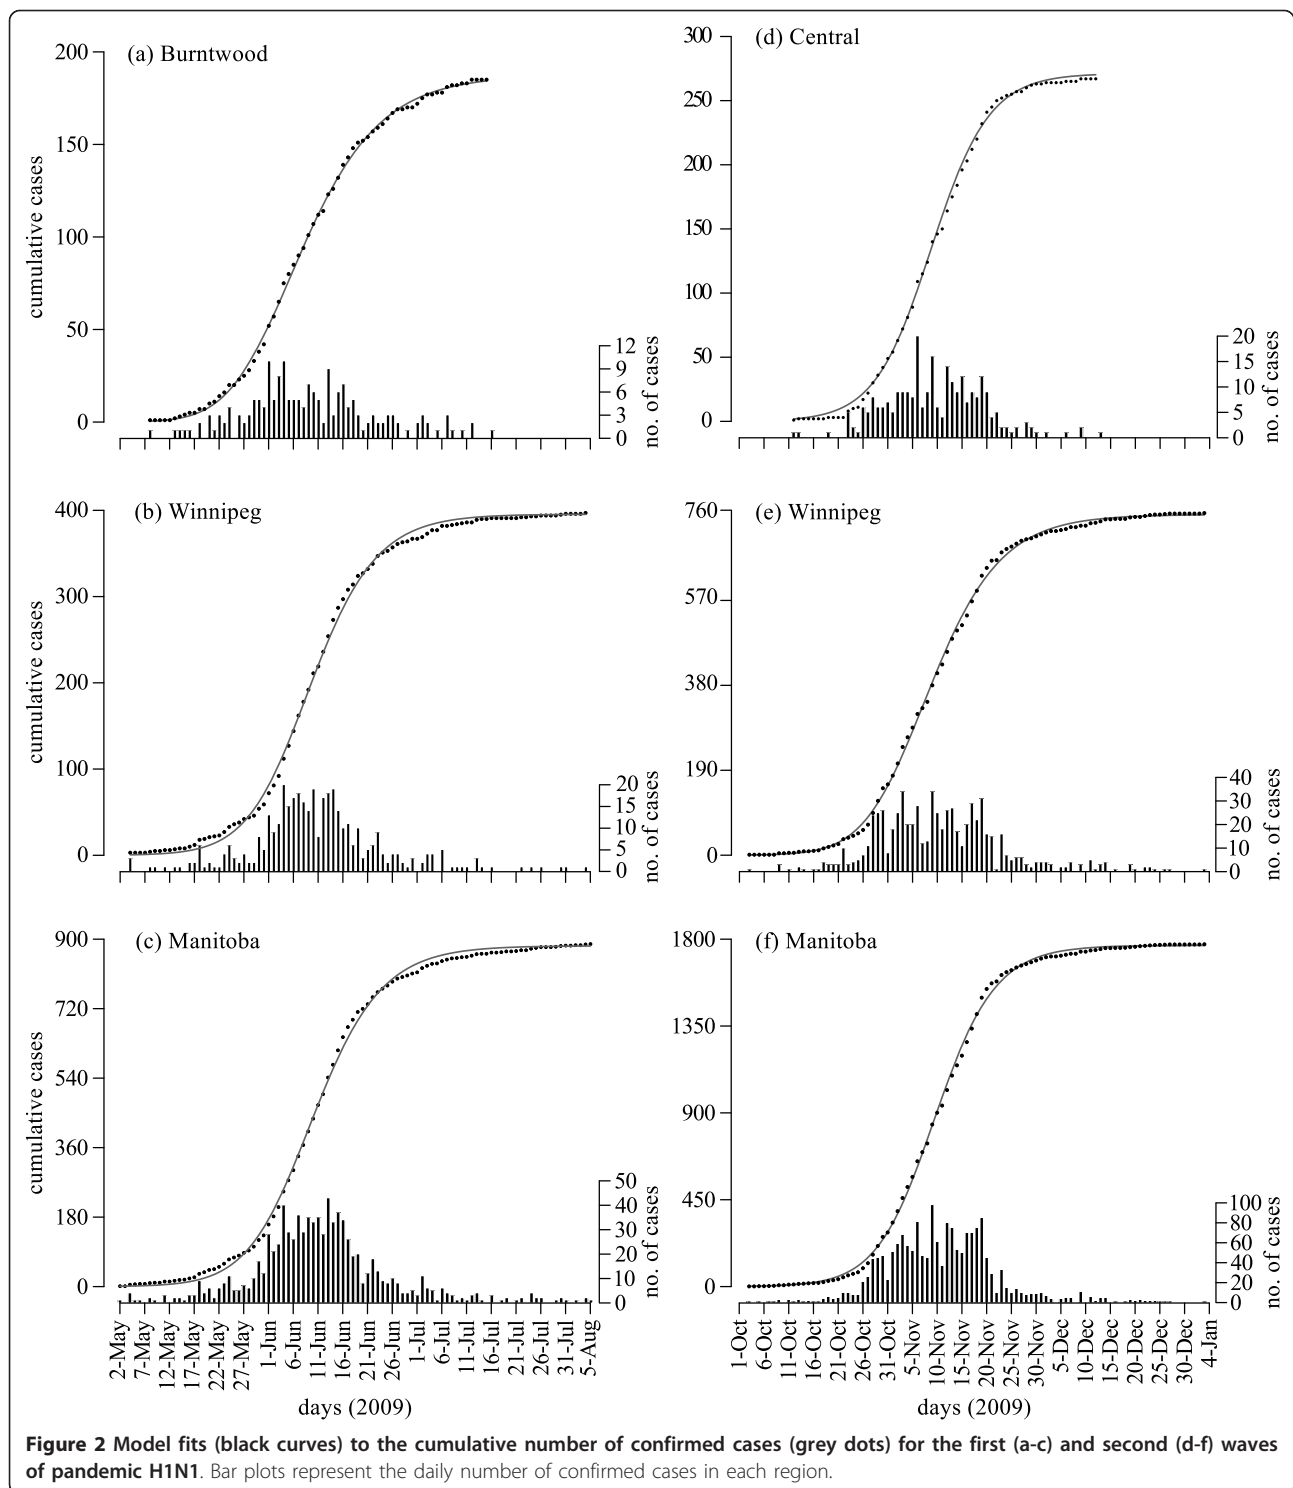 (a) Burntwood
cumulative cases
200
150
100
50
0
12
9
6
3
0
no. of cases
(d) Central
300
250
200
150
100
50
0
20
15
10
5
0
no. of cases
(b) Winnipeg
cumulative cases
400
300
200
100
0
20
15
10
5
0
no. of cases
(e) Winnipeg
760
570
380
190
0
40
30
20
10
0
no. of cases
(c) Manitoba
cumulative cases
900
720
540
360
180
0
50
40
30
20
10
0
no. of cases
2-May
7-May
12-May
17-May
22-May
27-May
1-Jun
6-Jun
11-Jun
16-Jun
21-Jun
26-Jun
1-Jul
6-Jul
11-Jul
16-Jul
21-Jul
26-Jul
31-Jul
5-Aug
days (2009)
(f) Manitoba
1800
1350
900
450
0
100
80
60
40
20
0
no. of cases
1-Oct
6-Oct
11-Oct
16-Oct
21-Oct
26-Oct
31-Oct
5-Nov
10-Nov
15-Nov
20-Nov
25-Nov
30-Nov
5-Dec
10-Dec
15-Dec
20-Dec
25-Dec
30-Dec
4-Jan
days (2009)
Figure 2 Model fits (black curves) to the cumulative number of confirmed cases (grey dots) for the first (a-c) and second (d-f) waves
of pandemic H1N1. Bar plots represent the daily number of confirmed cases in each region.